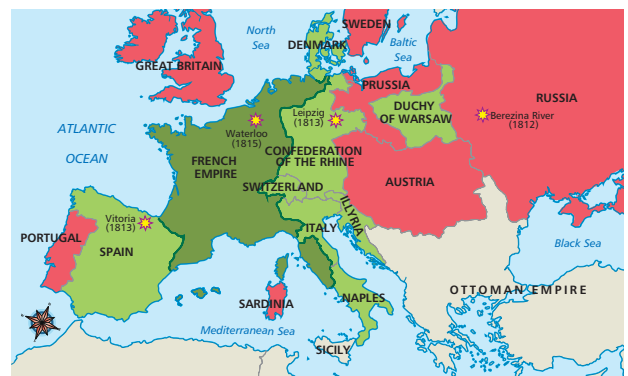 North
Sea
SWEDEN
DENMARK
Baltic
Sea
GREAT BRITAIN
PRUSSIA
RUSSIA
Leipzig
(1813)
DUCHY
OF WARSAW
Berezina River
(1812)
ATLANTIC
OCEAN
Waterloo
(1815)
CONFEDERATION
OF THE RHINE
FRENCH
EMPIRE
SWITZERLAND
AUSTRIA
ILLYRIA
Vitoria
(1813)
PORTUGAL
SPAIN
ITALY
Black Sea
OTTOMAN EMPIRE
SARDINIA
NAPLES
Mediterranean Sea
SICILY